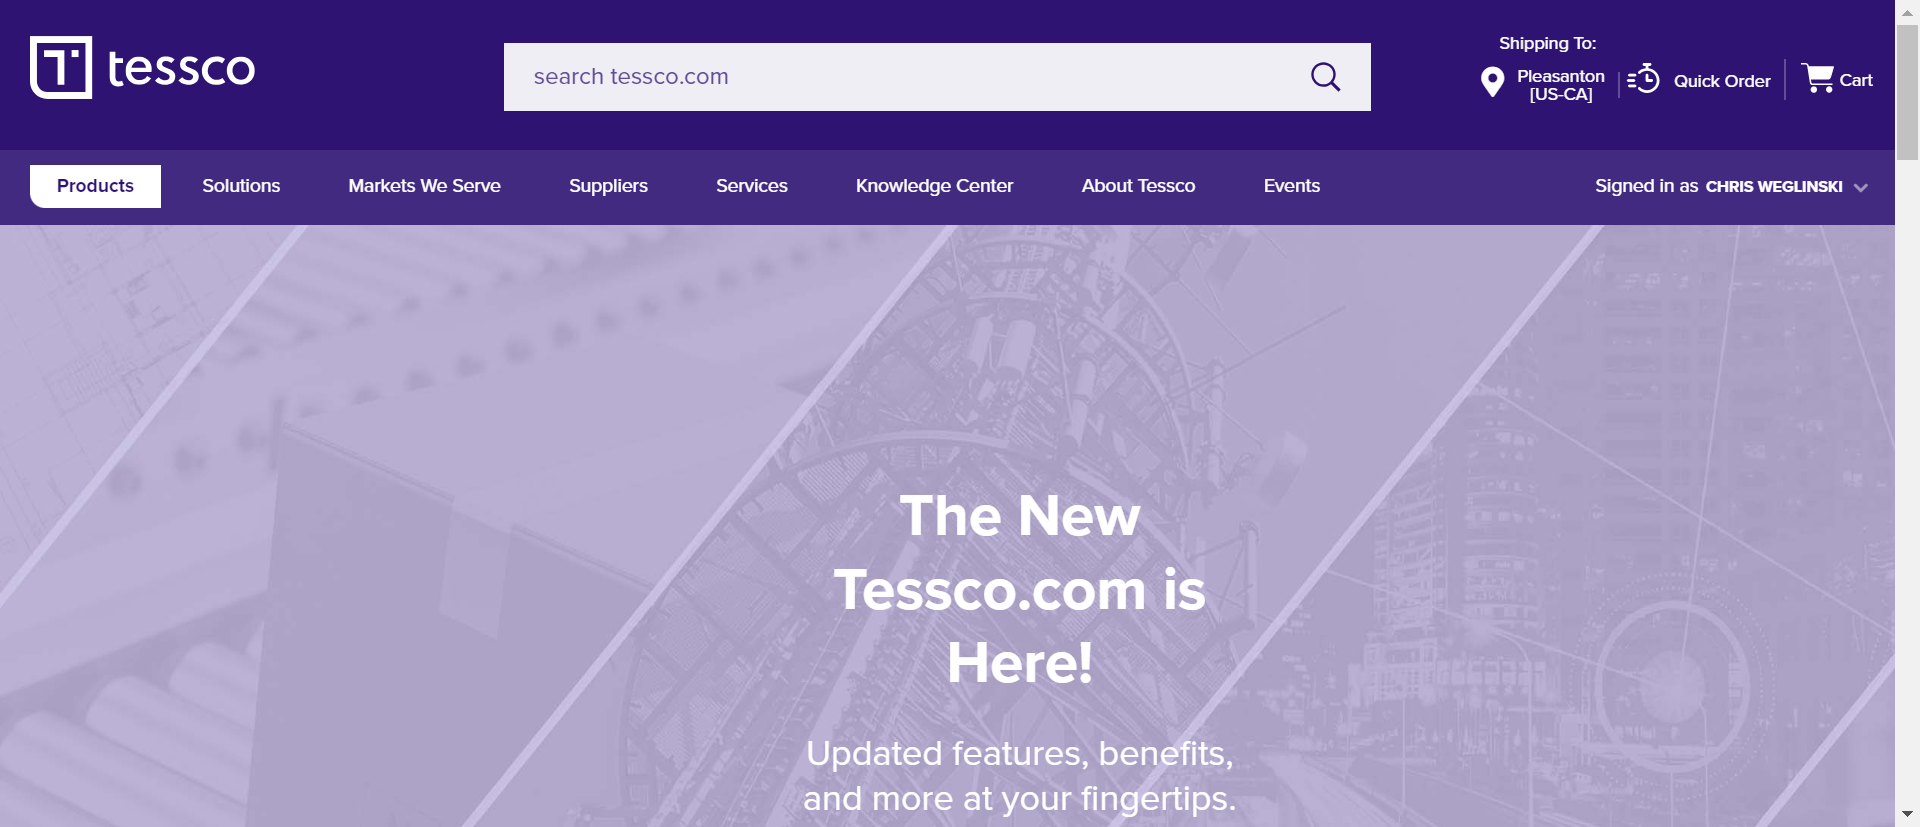 tessco
search tessco.com
Shipping To:
Pleasanton
[US-CA]
Quick Order
Cart
Products
Solutions
Markets We Serve
Suppliers
Services
Knowledge Center
About Tessco
Events
Signed in as CHRIS WEGLINSKI
The New
Tessco.com is
Here!
Updated features, benefits,
and more at your fingertips.